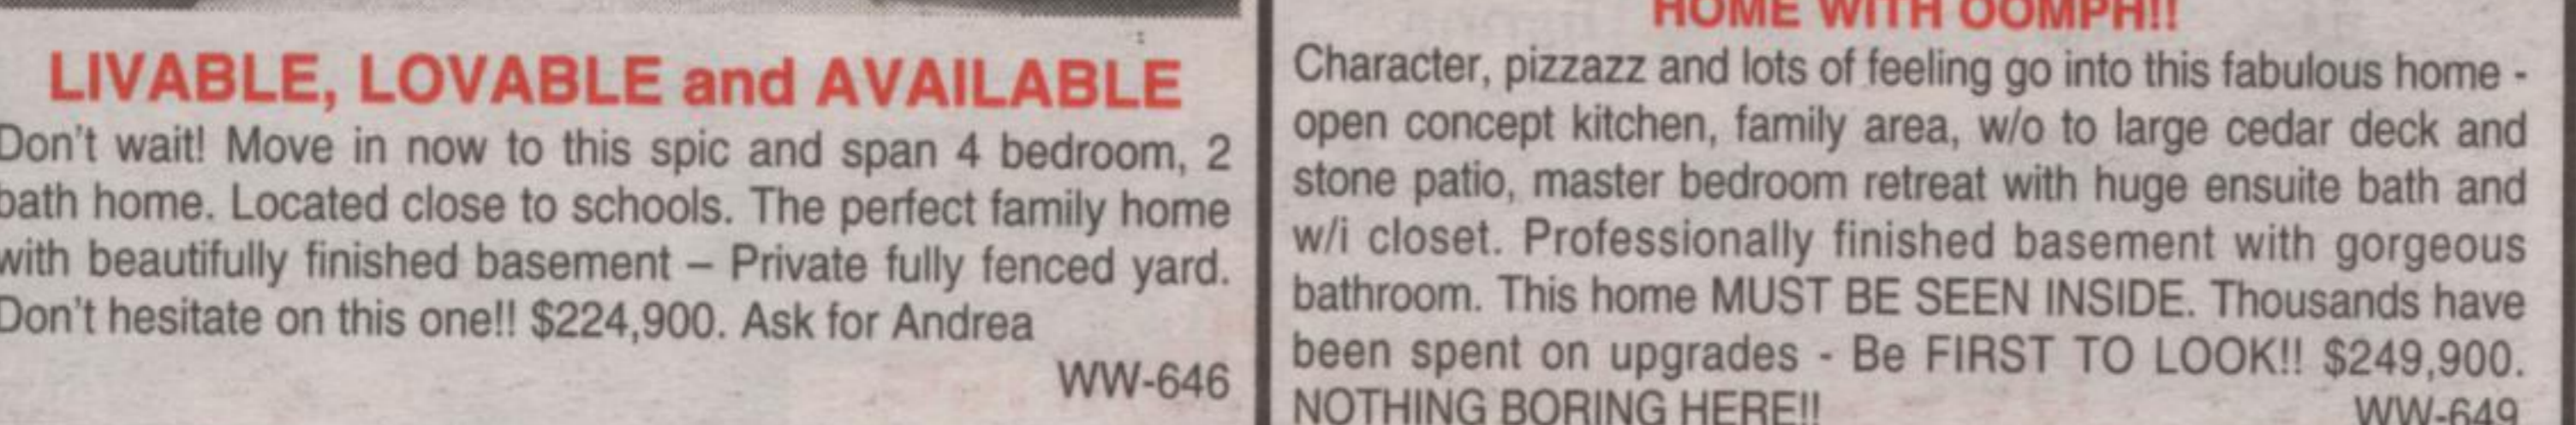 LIVABLE, LOVABLE and AVAILABLE
Don't wait! Move in now to this spic and span 4 bedroom, 2
bath home. Located close to schools. The perfect family home
with beautifully finished basement – Private fully fenced yard.
Don't hesitate on this one!! $224,900. Ask for Andrea
WW-646
HOME WITH OOMPH!!
Character, pizzazz and lots of feeling go into this fabulous home -
open concept kitchen, family area, w/o to large cedar deck and
stone patio, master bedroom retreat with huge ensuite bath and
w/i closet. Professionally finished basement with gorgeous
bathroom. This home MUST BE SEEN INSIDE. Thousands have
been spent on upgrades - Be FIRST TO LOOK!! $249,900.
NOTHING BORING HERE!! WW-649